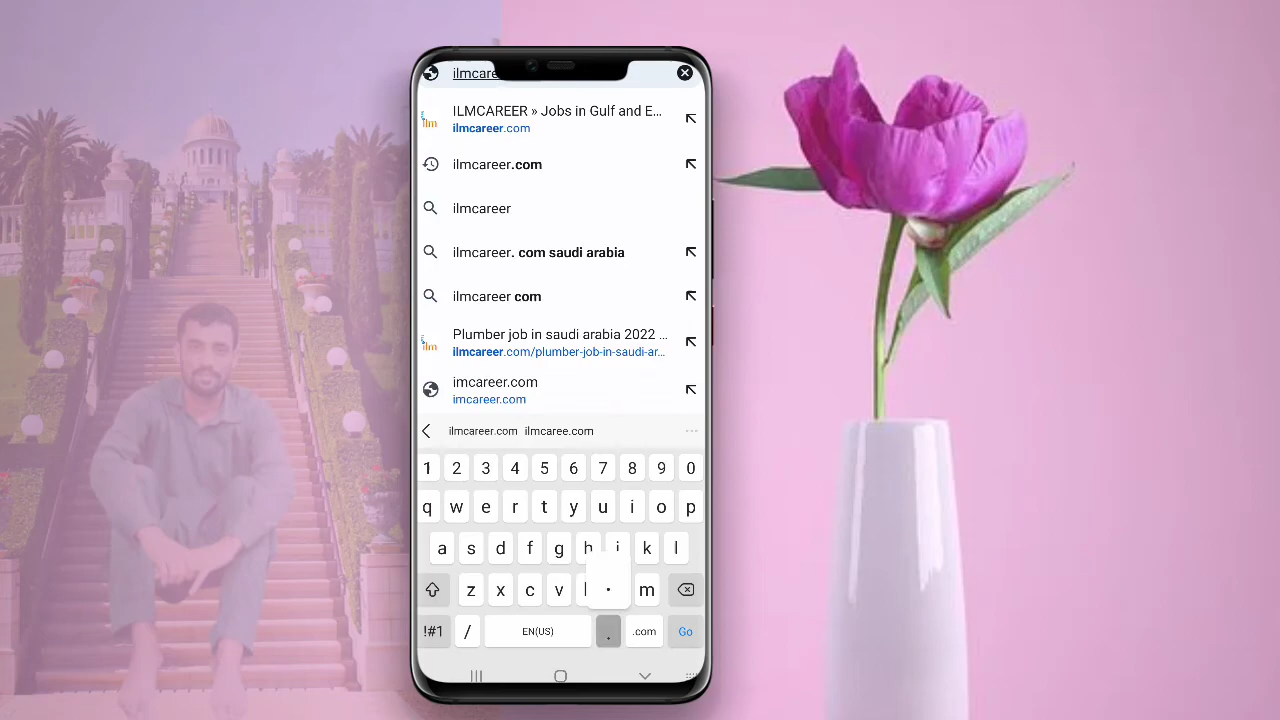 ilmcare
ILMCAREER » Jobs in Gulf and E...
ilmcareer.com
ilmcareer.com
ilmcareer
ilmcareer. com saudi arabia
ilmcareer com
Plumber job in saudi arabia 2022 ...
ilm
ilmcareer.com/plumber-job-in-saudi-ar...
imcareer.com
imcareer.com
ilmcareer.com ilmcaree.com
1 2 3 4 5 6 7 8 9 0
q w e r t y u i o p
a s d f g h j k l
z x c v . m
!#1 / EN(US) . .com Go